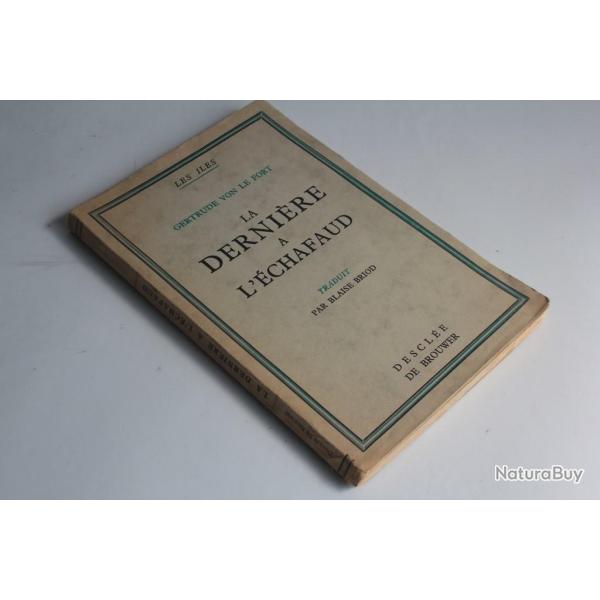 LES ILES
GERTRUDE VON LE FORT
LA
DERNIÈRE
A
L'ÉCHAFAUD
TRADUIT
PAR BLAISE BRIOD
DESCLÉE
DE BROUWER
LA DERNIÈRE A L'ÉCHAFAUD
NaturaBuy